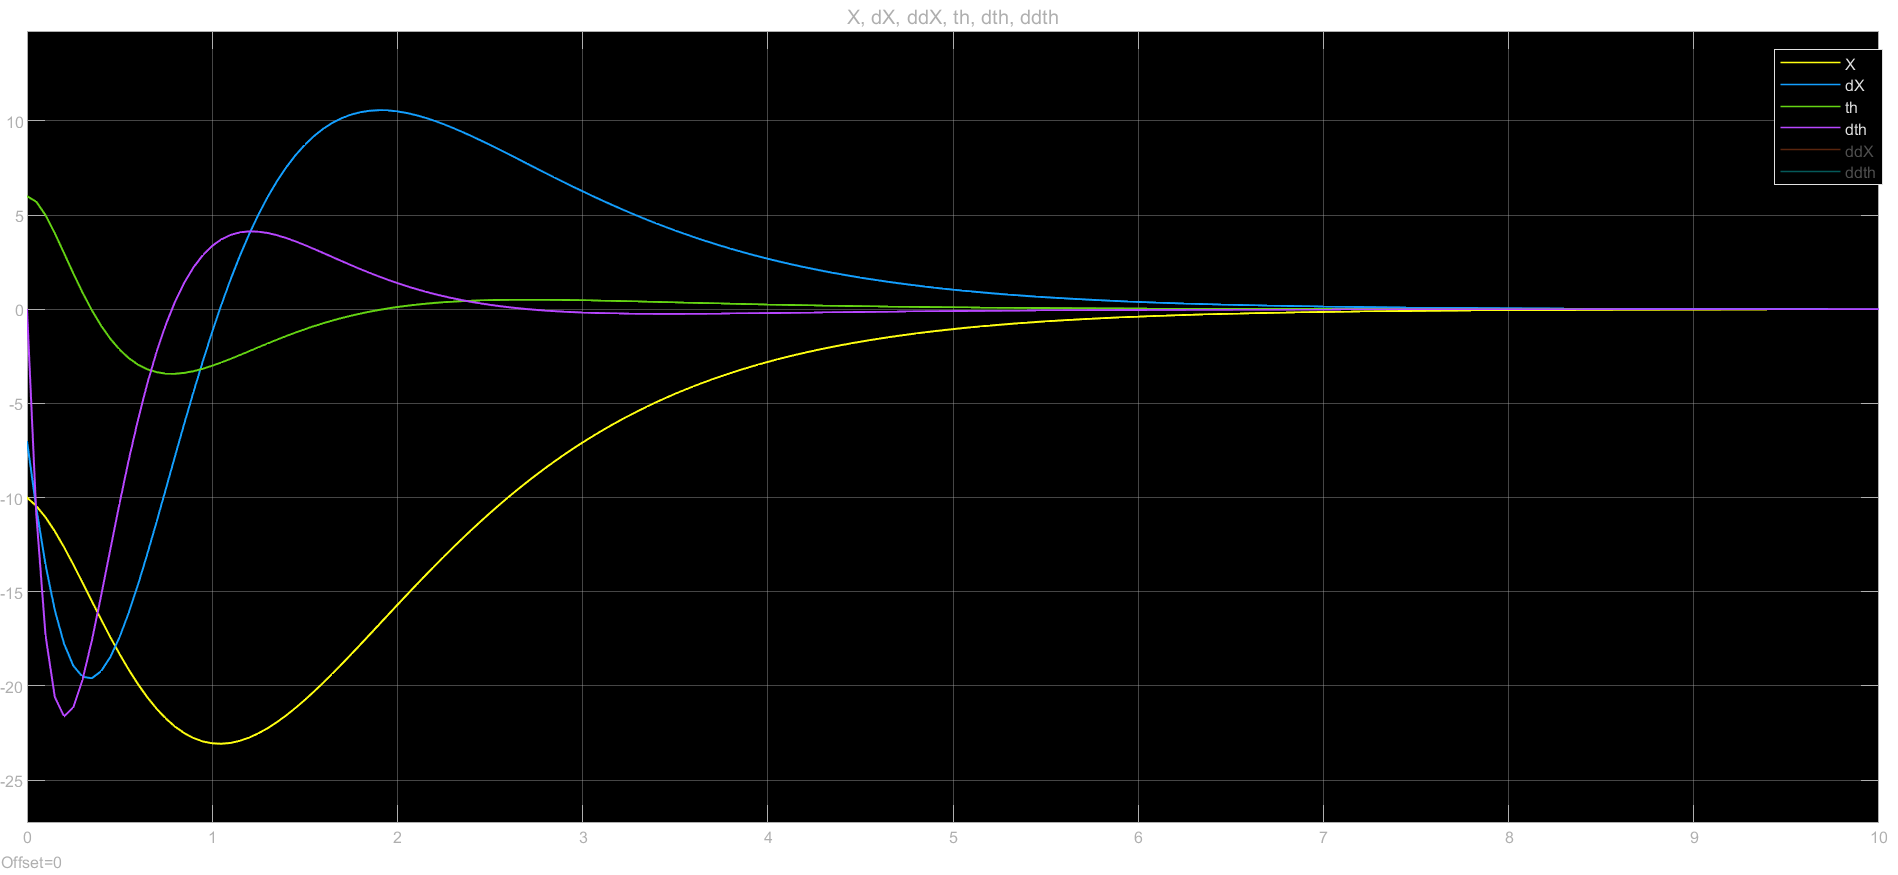 X, dX, ddX, th, dth, ddth
X
dX
th
dth
ddX
ddth
10
5
0
-5
-10
-15
-20
-25
0 1 2 3 4 5 6 7 8 9 10
Offset=0